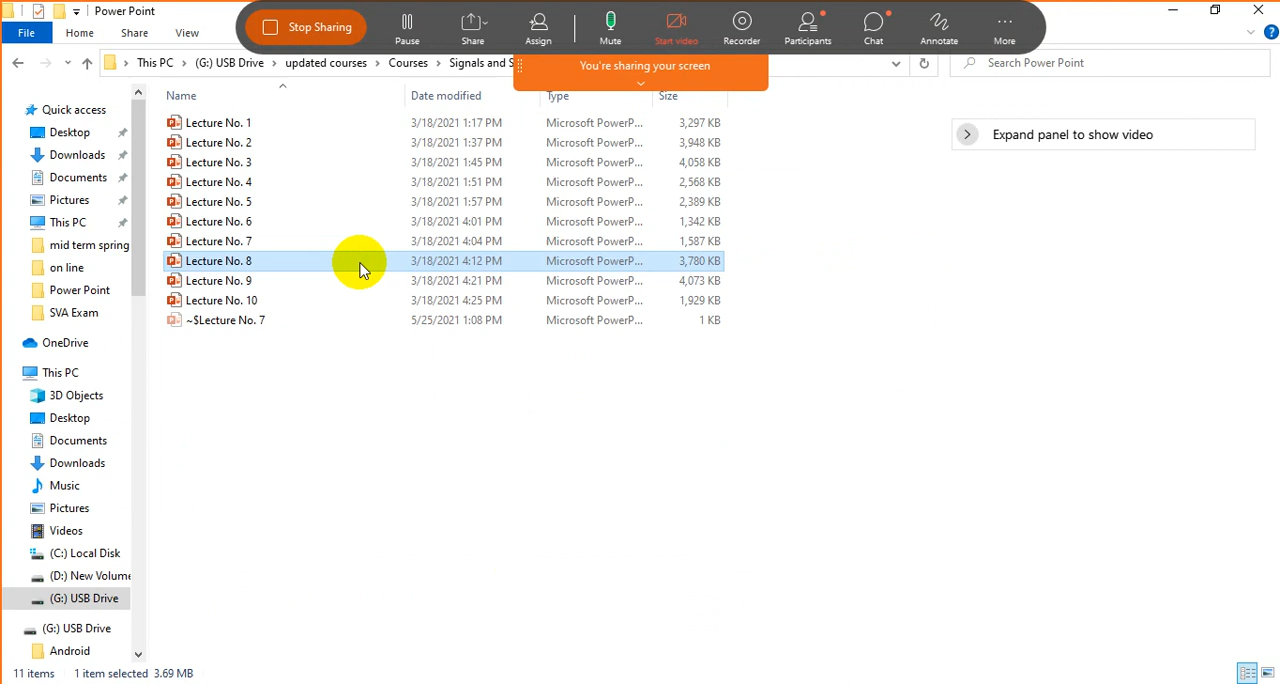 Power Point
File
Home
Share
View
Stop Sharing
Pause
Share
Assign
Mute
Start video
Recorder
Participants
Chat
Annotate
More
You're sharing your screen
This PC
(G:) USB Drive
updated courses
Courses
Signals and S
Search Power Point
Name
Date modified
Type
Size
Lecture No. 1 3/18/2021 1:17 PM Microsoft PowerP... 3,297 KB
Lecture No. 2 3/18/2021 1:37 PM Microsoft PowerP... 3,948 KB
Lecture No. 3 3/18/2021 1:45 PM Microsoft PowerP... 4,058 KB
Lecture No. 4 3/18/2021 1:51 PM Microsoft PowerP... 2,568 KB
Lecture No. 5 3/18/2021 1:57 PM Microsoft PowerP... 2,389 KB
Lecture No. 6 3/18/2021 4:01 PM Microsoft PowerP... 1,342 KB
Lecture No. 7 3/18/2021 4:04 PM Microsoft PowerP... 1,587 KB
Lecture No. 8 3/18/2021 4:12 PM Microsoft PowerP... 3,780 KB
Lecture No. 9 3/18/2021 4:21 PM Microsoft PowerP... 4,073 KB
Lecture No. 10 3/18/2021 4:25 PM Microsoft PowerP... 1,929 KB
~$Lecture No. 7 5/25/2021 1:08 PM Microsoft PowerP... 1 KB
Expand panel to show video
Quick access
Desktop
Downloads
Documents
Pictures
This PC
mid term spring
on line
Power Point
SVA Exam
OneDrive
This PC
3D Objects
Desktop
Documents
Downloads
Music
Pictures
Videos
(C:) Local Disk
(D:) New Volume
(G:) USB Drive
(G:) USB Drive
Android
11 items
1 item selected 3.69 MB